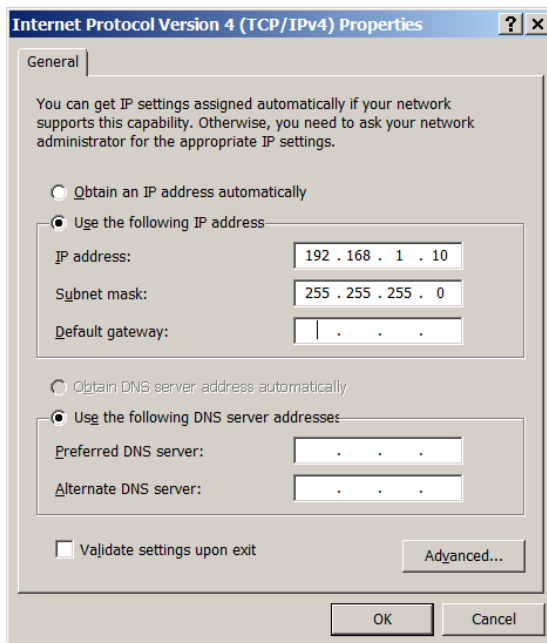 Internet Protocol Version 4 (TCP/IPv4) Properties ? X
General
You can get IP settings assigned automatically if your network
supports this capability. Otherwise, you need to ask your network
administrator for the appropriate IP settings.
Obtain an IP address automatically
Use the following IP address
IP address: 192 . 168 . 1 . 10
Subnet mask: 255 . 255 . 255 . 0
Default gateway: . . .
Obtain DNS server address automatically
Use the following DNS server addresses
Preferred DNS server: . . .
Alternate DNS server: . . .
Validate settings upon exit
Advanced...
OK Cancel